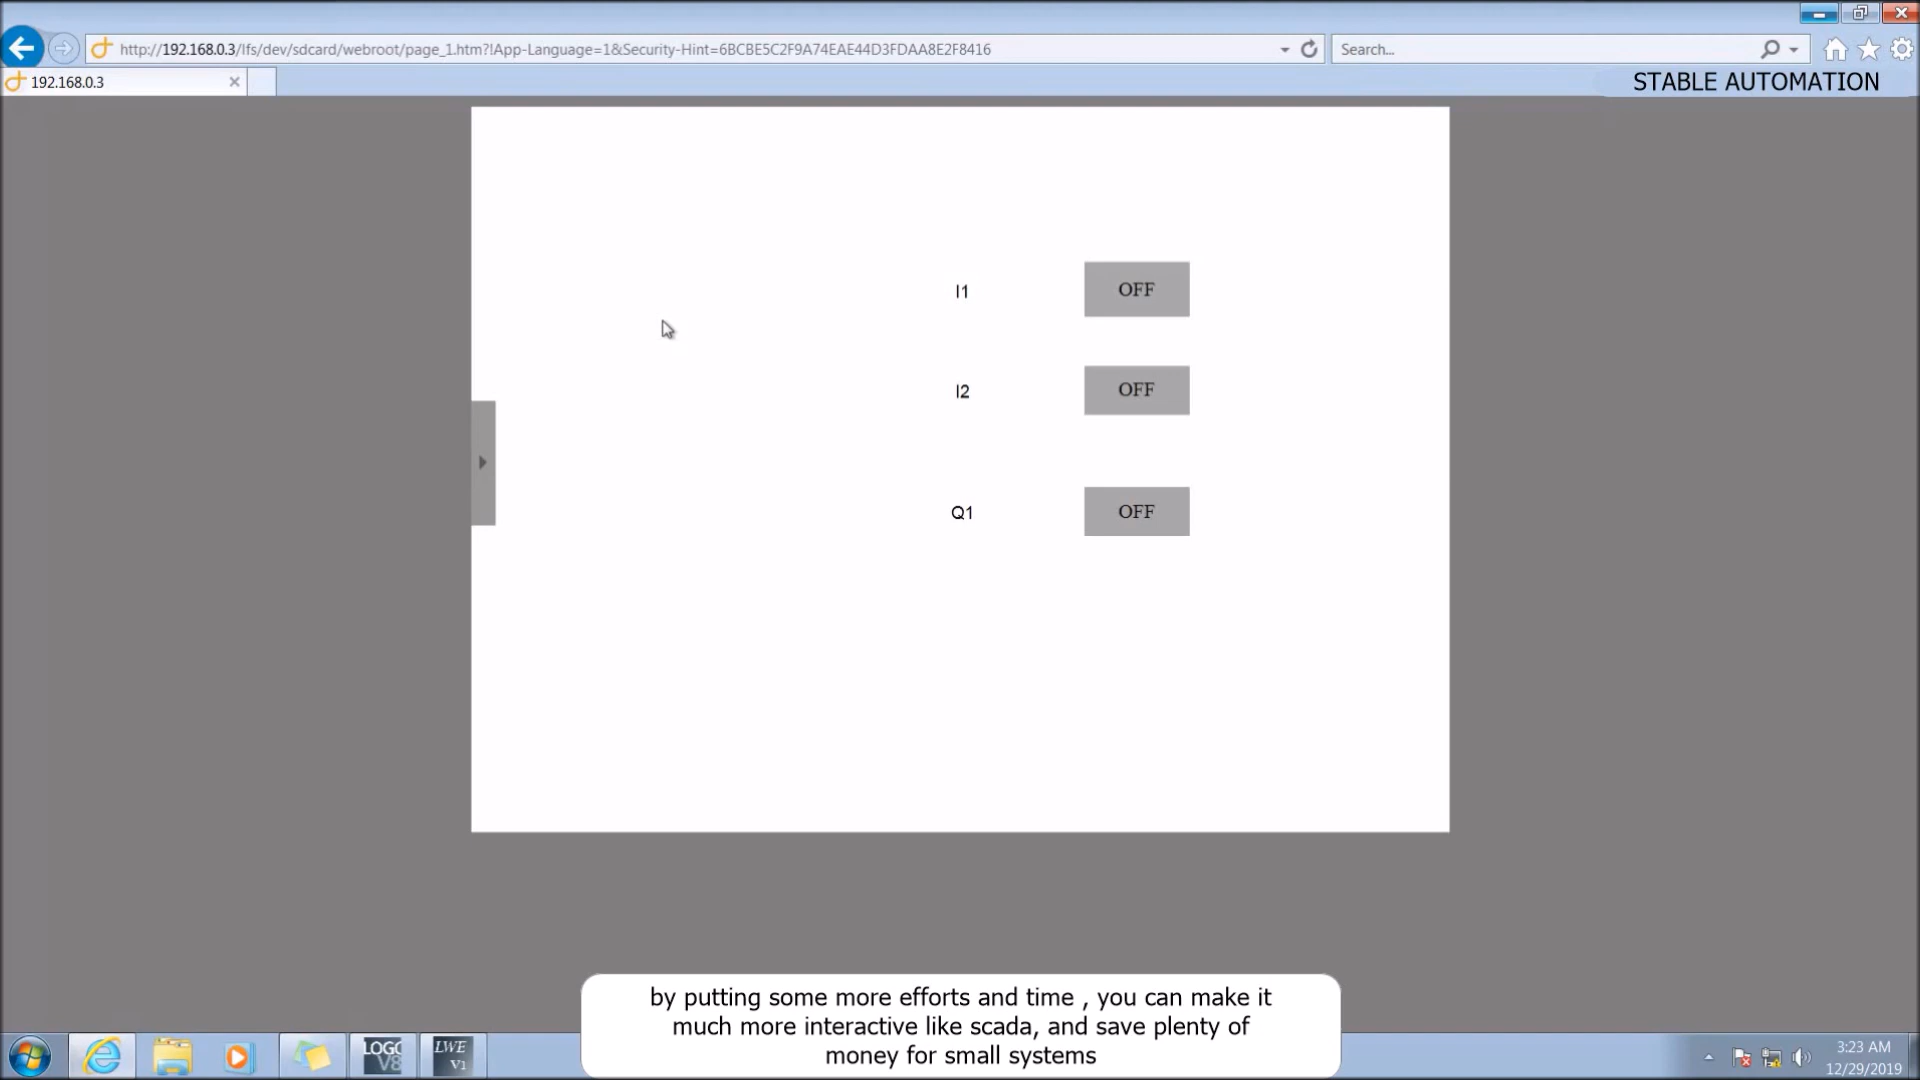 http://192.168.0.3/lfs/dev/sdcard/webroot/page_1.htm?!App-Language=1&Security-Hint=6BCBE5C2F9A74EAE44D3FDAA8E2F8416
Search...
192.168.0.3
STABLE AUTOMATION
I1 OFF
I2 OFF
Q1 OFF
by putting some more efforts and time , you can make it
much more interactive like scada, and save plenty of
money for small systems
LOGO
V8
LWE
V1
3:23 AM
12/29/2019